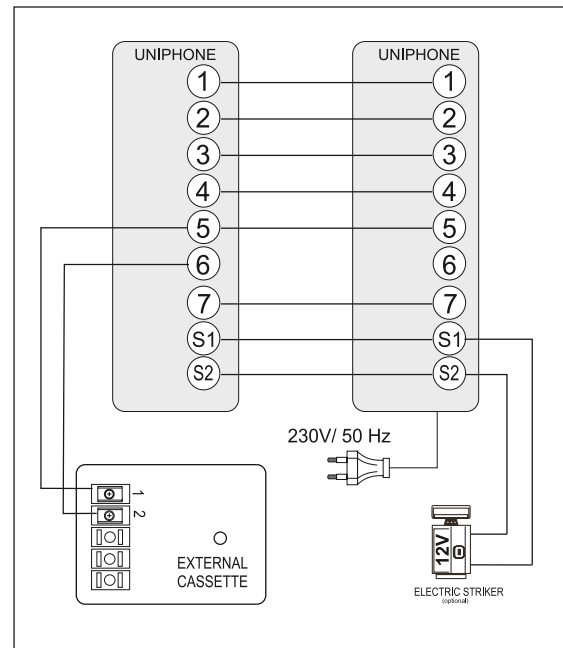 UNIPHONE UNIPHONE
1 1
2 2
3 3
4 4
5 5
6 6
7 7
S1 S1
S2 S2
230V/ 50 Hz
1
2
EXTERNAL
CASSETTE
12V
ELECTRIC STRIKER
(optional)